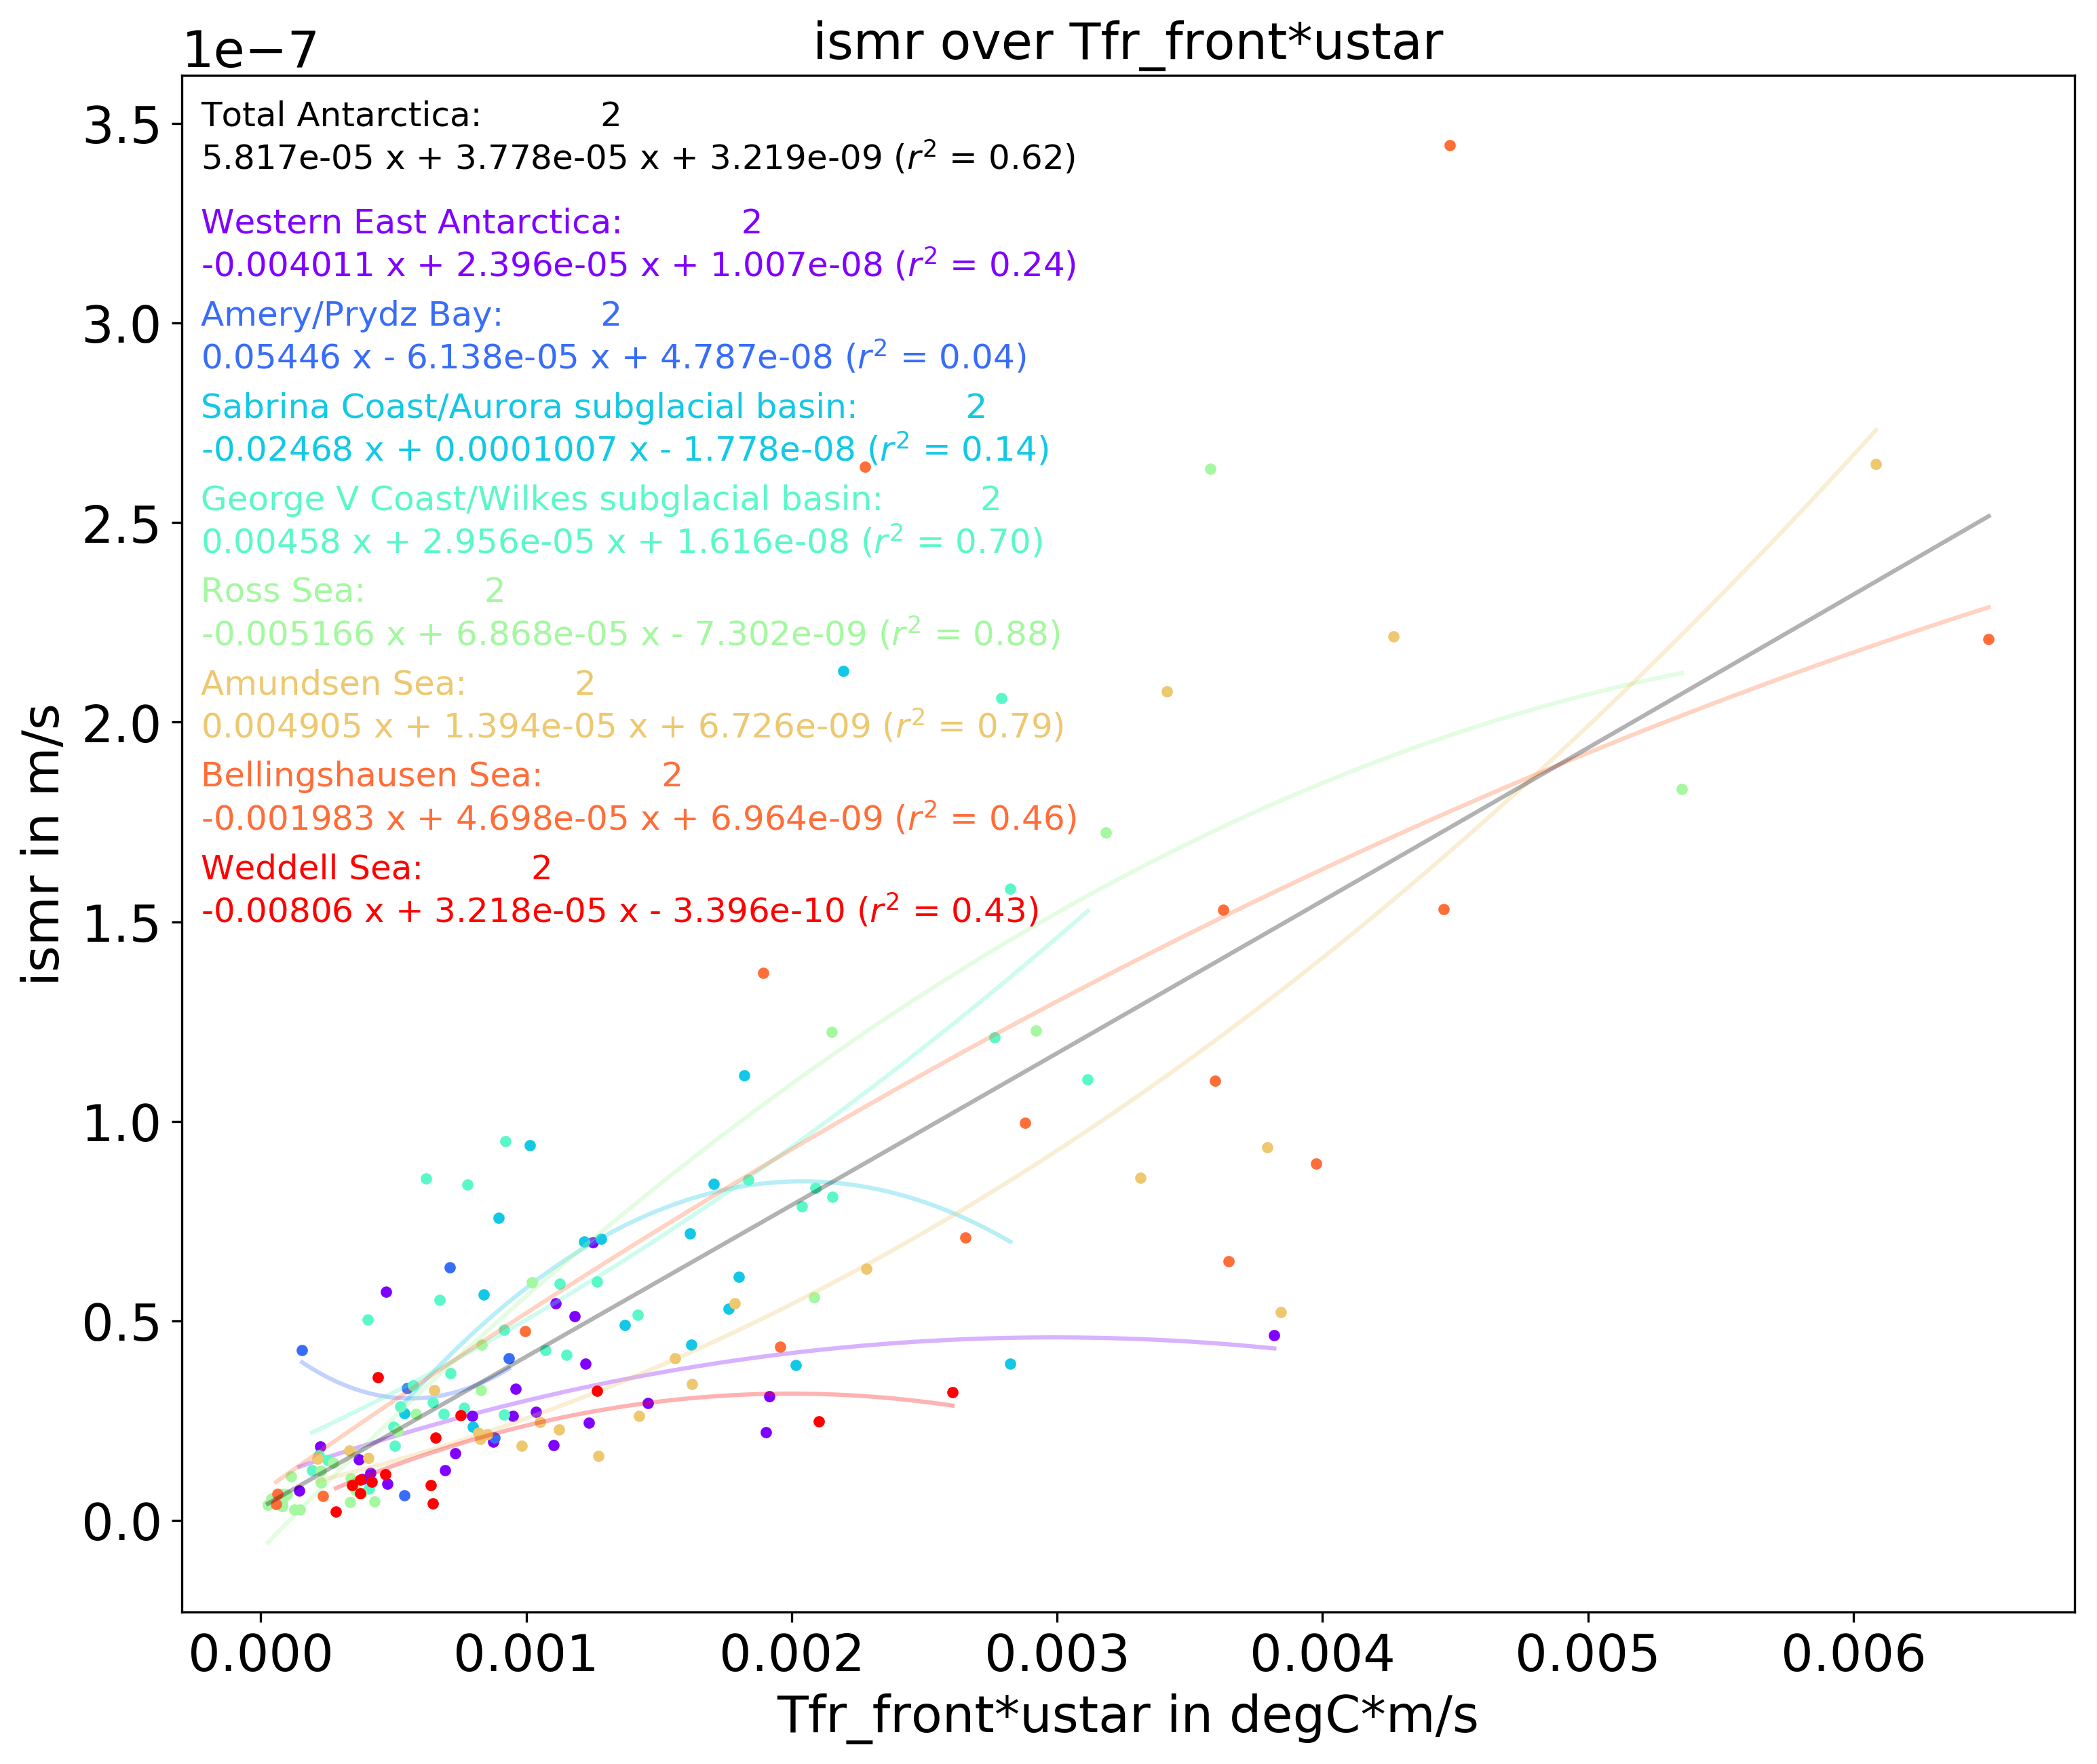 ismr over Tfr_front*ustar
1e−7
Total Antarctica: 2
5.817e-05 x + 3.778e-05 x + 3.219e-09 (r² = 0.62)
Western East Antarctica: 2
-0.004011 x + 2.396e-05 x + 1.007e-08 (r² = 0.24)
Amery/Prydz Bay: 2
0.05446 x - 6.138e-05 x + 4.787e-08 (r² = 0.04)
Sabrina Coast/Aurora subglacial basin: 2
-0.02468 x + 0.0001007 x - 1.778e-08 (r² = 0.14)
George V Coast/Wilkes subglacial basin: 2
0.00458 x + 2.956e-05 x + 1.616e-08 (r² = 0.70)
Ross Sea: 2
-0.005166 x + 6.868e-05 x - 7.302e-09 (r² = 0.88)
Amundsen Sea: 2
0.004905 x + 1.394e-05 x + 6.726e-09 (r² = 0.79)
Bellingshausen Sea: 2
-0.001983 x + 4.698e-05 x + 6.964e-09 (r² = 0.46)
Weddell Sea: 2
-0.00806 x + 3.218e-05 x - 3.396e-10 (r² = 0.43)
3.5
3.0
2.5
2.0
1.5
1.0
0.5
0.0
ismr in m/s
0.000 0.001 0.002 0.003 0.004 0.005 0.006
Tfr_front*ustar in degC*m/s